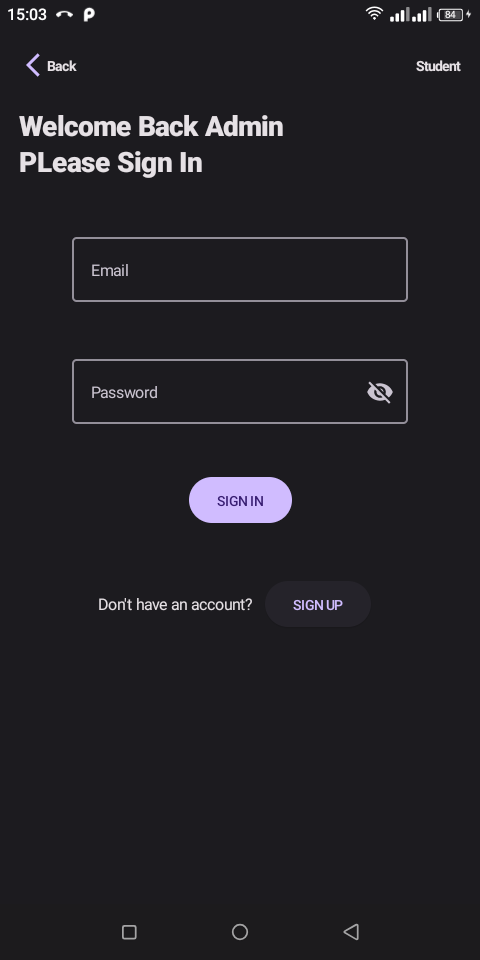 15:03
84
Back
Student
Welcome Back Admin
PLease Sign In
Email
Password
SIGN IN
Don't have an account?
SIGN UP